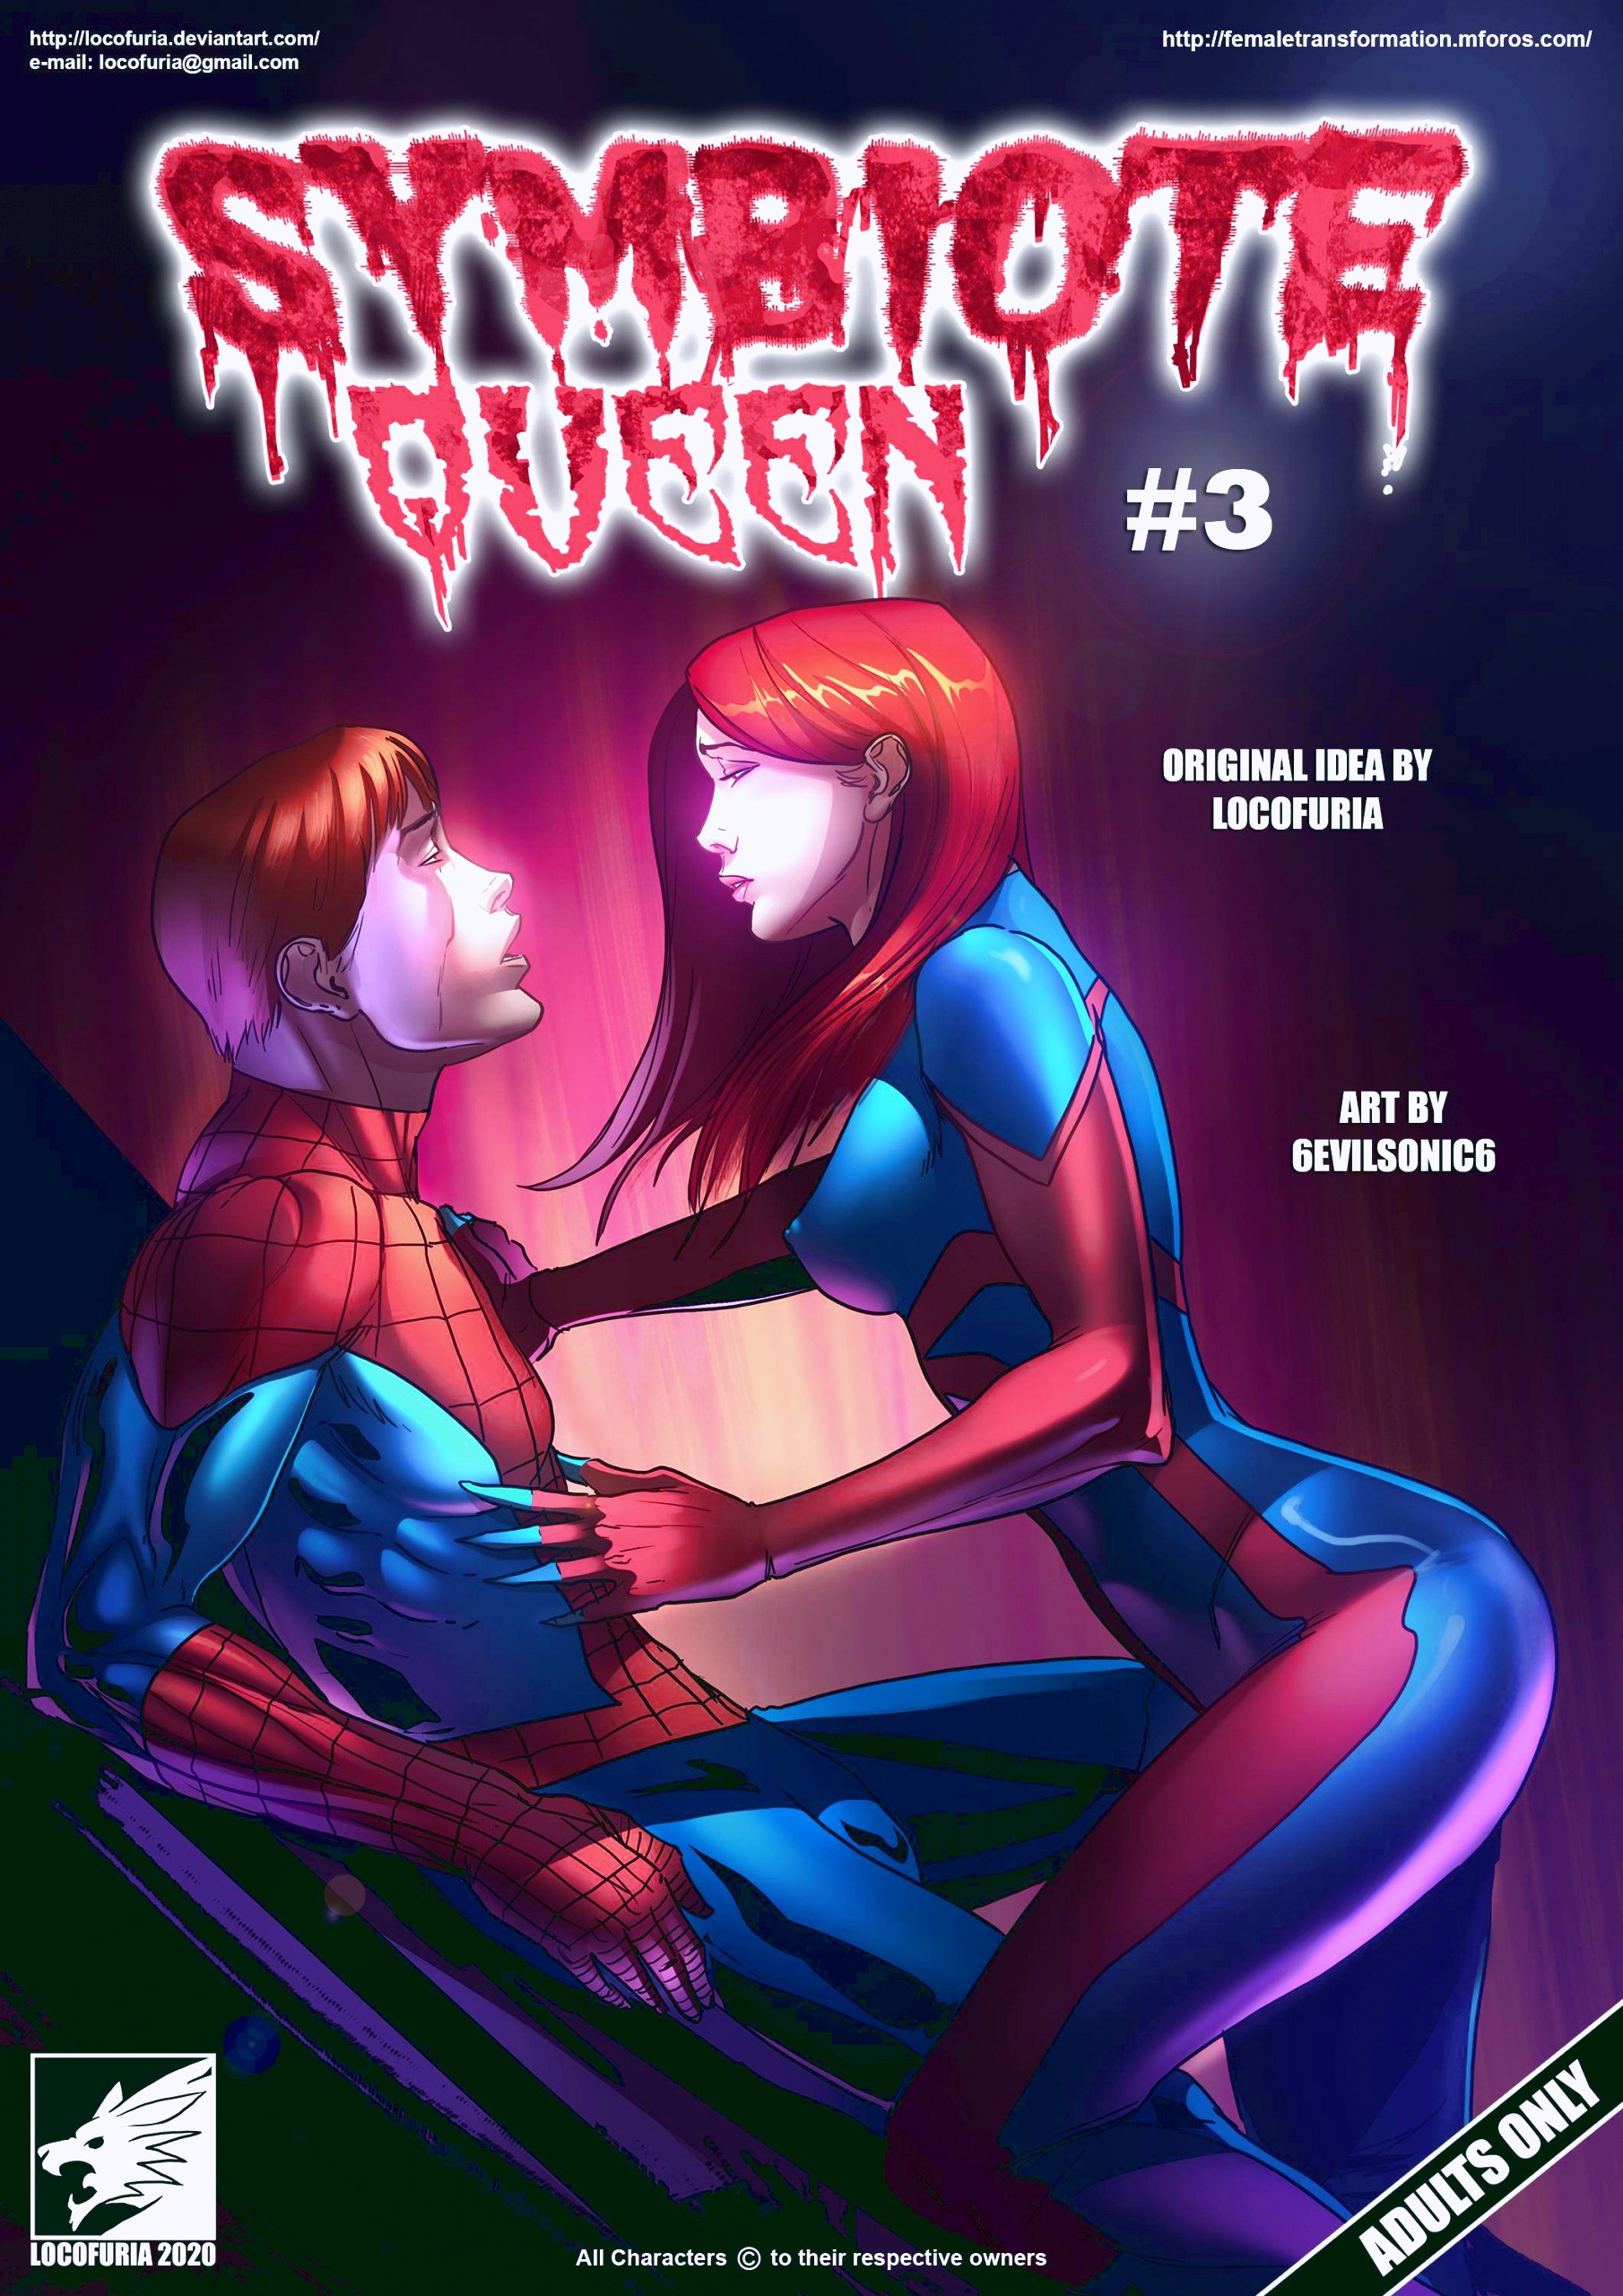 http://locofuria.deviantart.com/
e-mail: locofuria@gmail.com
http://femaletransformation.mforos.com/
SYMBIOTE
QUEEN
#3
ORIGINAL IDEA BY
LOCOFURIA
ART BY
6EVILSONIC6
LOCOFURIA 2020
All Characters © to their respective owners
ADULTS ONLY